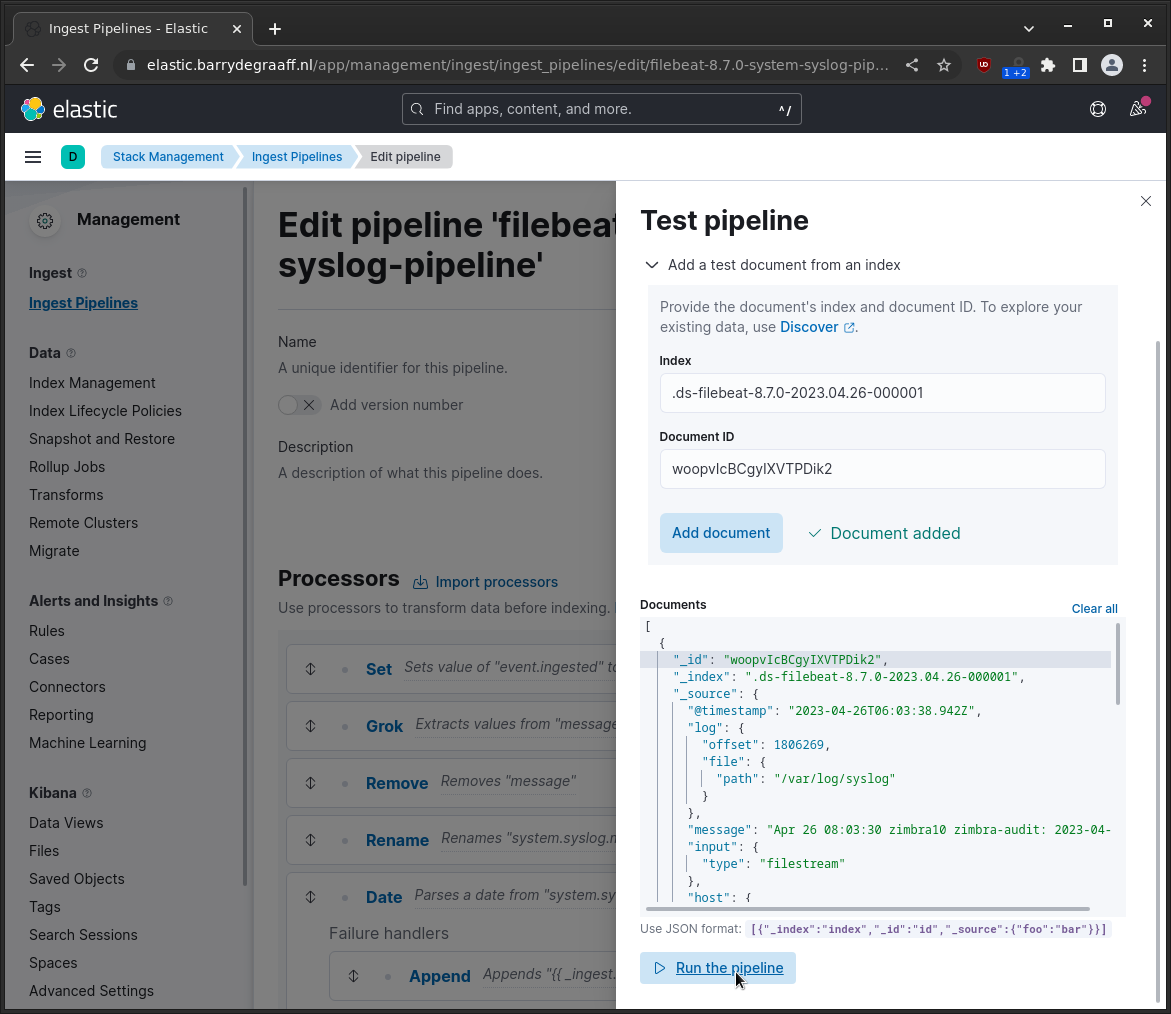 Ingest Pipelines - Elastic
elastic.barrydegraaff.nl/app/management/ingest/ingest_pipelines/edit/filebeat-8.7.0-system-syslog-pip...
1 +2
elastic
Find apps, content, and more.
^/
D
Stack Management
Ingest Pipelines
Edit pipeline
Management
Ingest
Ingest Pipelines
Data
Index Management
Index Lifecycle Policies
Snapshot and Restore
Rollup Jobs
Transforms
Remote Clusters
Migrate
Alerts and Insights
Rules
Cases
Connectors
Reporting
Machine Learning
Kibana
Data Views
Files
Saved Objects
Tags
Search Sessions
Spaces
Advanced Settings
Edit pipeline 'filebeat
syslog-pipeline'
Name
A unique identifier for this pipeline.
Add version number
Description
A description of what this pipeline does.
Processors
Import processors
Use processors to transform data before indexing.
Set Sets value of "event.ingested" to
Grok Extracts values from "message
Remove Removes "message"
Rename Renames "system.syslog.m
Date Parses a date from "system.sy
Failure handlers
Append Appends "{{ _ingest.
Test pipeline
Add a test document from an index
Provide the document's index and document ID. To explore your
existing data, use Discover.
Index
.ds-filebeat-8.7.0-2023.04.26-000001
Document ID
woopvIcBCgyIXVTPDik2
Add document
Document added
Documents
Clear all
[
{
"_id": "woopvIcBCgyIXVTPDik2",
"_index": ".ds-filebeat-8.7.0-2023.04.26-000001",
"_source": {
"@timestamp": "2023-04-26T06:03:38.942Z",
"log": {
"offset": 1806269,
"file": {
"path": "/var/log/syslog"
}
},
"message": "Apr 26 08:03:30 zimbra10 zimbra-audit: 2023-04-
"input": {
"type": "filestream"
},
"host": {
Use JSON format: [{"_index":"index","_id":"id","_source":{"foo":"bar"}}]
Run the pipeline